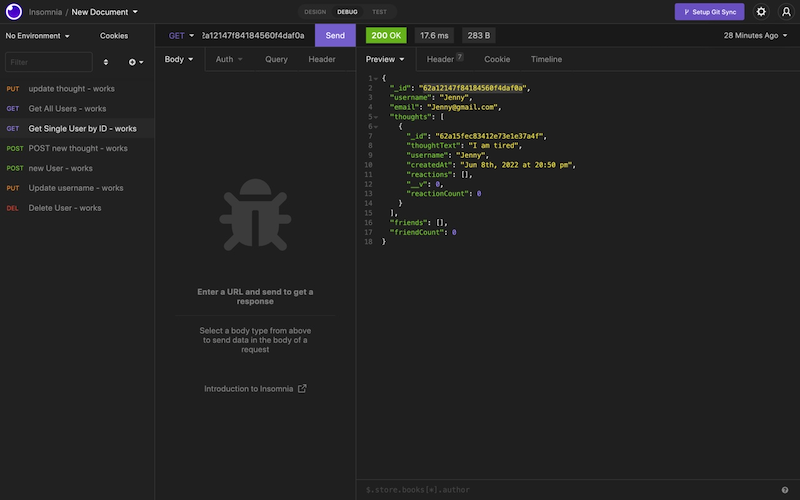 Insomnia / New Document
DESIGN DEBUG TEST
Setup Git Sync
No Environment Cookies
GET 2a12147f84184560f4daf0a Send
200 OK 17.6 ms 283 B 28 Minutes Ago
Filter
Body Auth Query Header
Preview Header 7 Cookie Timeline
PUT update thought - works
GET Get All Users - works
GET Get Single User by ID - works
POST POST new thought - works
POST new User - works
PUT Update username - works
DEL Delete User - works
Enter a URL and send to get a
response
Select a body type from above
to send data in the body of a
request
Introduction to Insomnia
1 {
2 "_id": "62a12147f84184560f4daf0a",
3 "username": "Jenny",
4 "email": "Jenny@gmail.com",
5 "thoughts": [
6 {
7 "_id": "62a15fec83412e73e1e37a4f",
8 "thoughtText": "I am tired",
9 "username": "Jenny",
10 "createdAt": "Jun 8th, 2022 at 20:50 pm",
11 "reactions": [],
12 "__v": 0,
13 "reactionCount": 0
14 }
15 ],
16 "friends": [],
17 "friendCount": 0
18 }
$.store.books[*].author